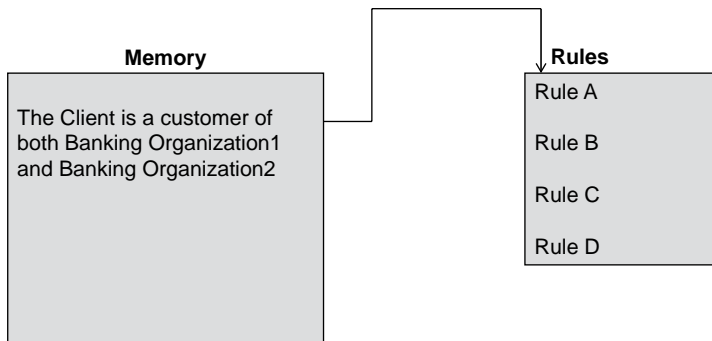 Memory
The Client is a customer of
both Banking Organization1
and Banking Organization2
Rules
Rule A
Rule B
Rule C
Rule D